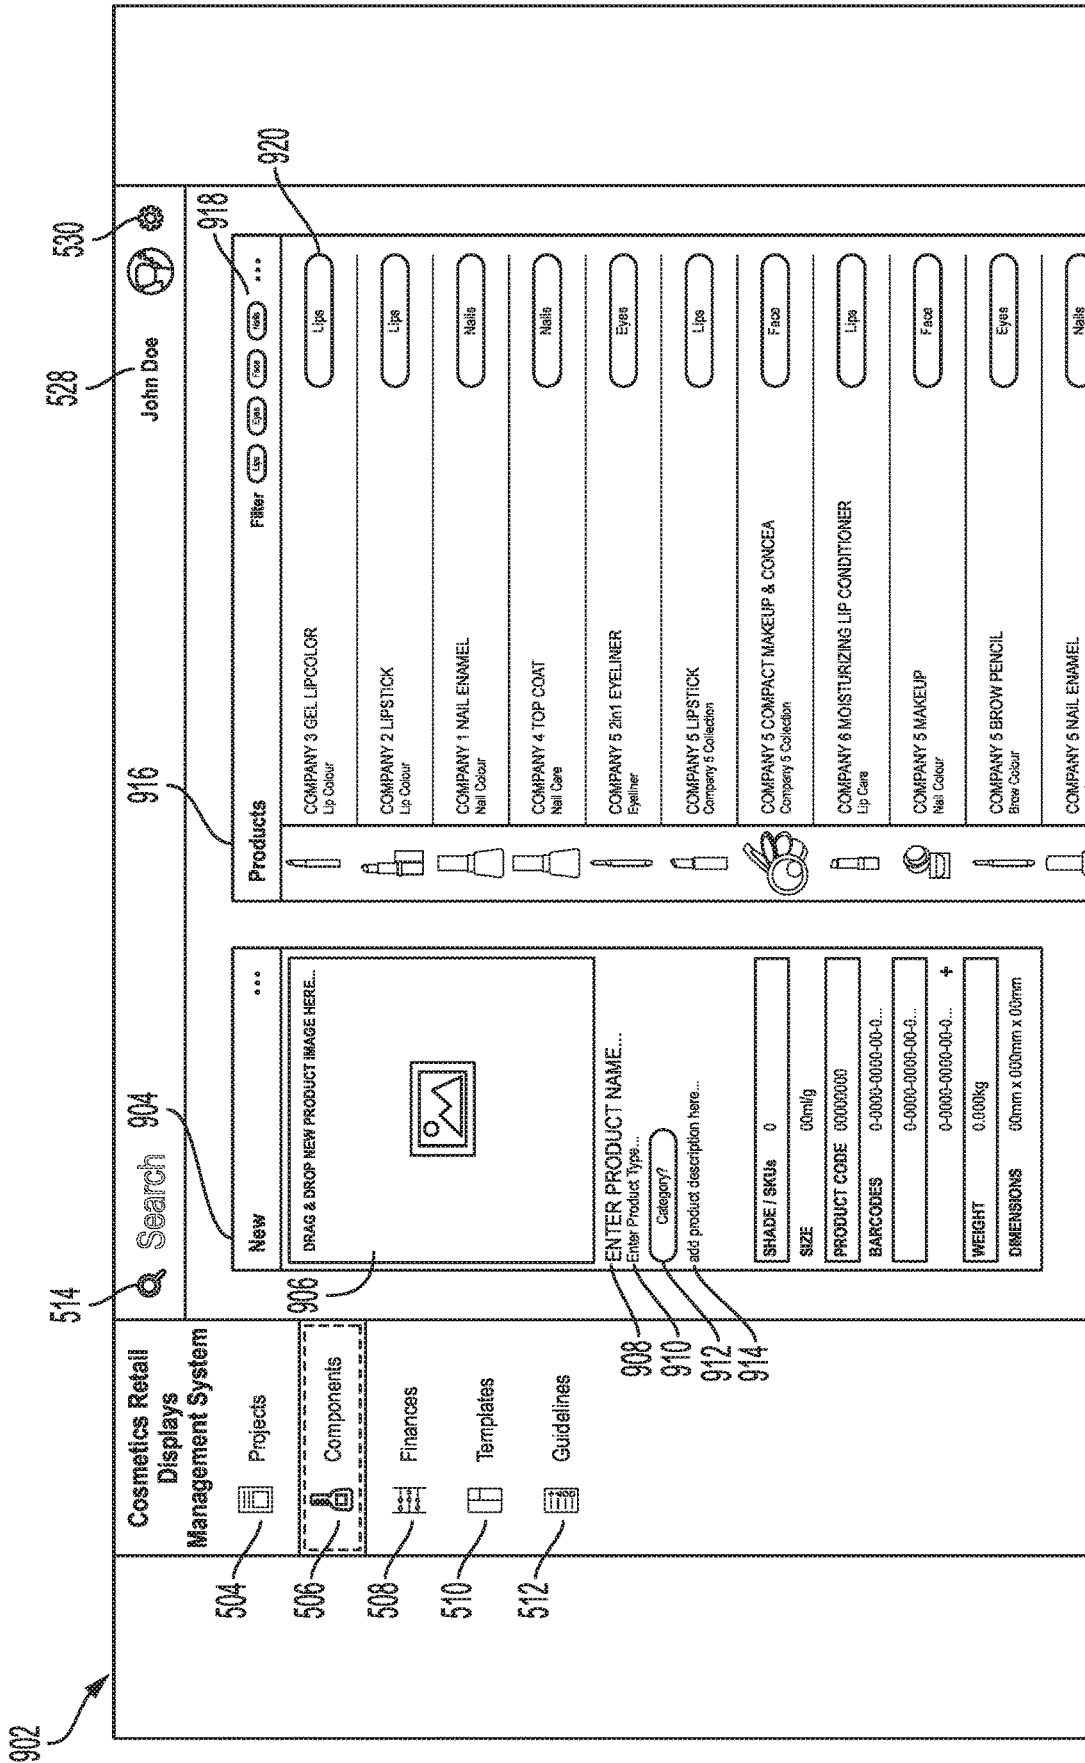 902
514
904
916
528
530
Cosmetics Retail
Displays
Management System
Search
John Doe
504
Projects
506
Components
508
Finances
510
Templates
512
Guidelines
New
...
906
DRAG & DROP NEW PRODUCT IMAGE HERE...
908
ENTER PRODUCT NAME...
910
Enter Product Type...
912
Category?
914
add product description here...
SHADE / SKUs 0
SIZE 00ml/g
PRODUCT CODE 00000000
BARCODES 0-0000-0000-00-0...
0-0000-0000-00-0...
0-0000-0000-00-0... +
WEIGHT 0.000kg
DIMENSIONS 00mm x 000mm x 00mm
Products
Filter Lips Eyes Face Nails ...
918
920
COMPANY 3 GEL LIPCOLOR Lips
Lip Colour
COMPANY 2 LIPSTICK Lips
Lip Colour
COMPANY 1 NAIL ENAMEL Nails
Nail Colour
COMPANY 4 TOP COAT Nails
Nail Care
COMPANY 5 2in1 EYELINER Eyes
Eyeliner
COMPANY 5 LIPSTICK Lips
Company 5 Collection
COMPANY 5 COMPACT MAKEUP & CONCEA Face
Company 5 Collection
COMPANY 6 MOISTURIZING LIP CONDITIONER Lips
Lip Care
COMPANY 5 MAKEUP Face
Nail Colour
COMPANY 5 BROW PENCIL Eyes
Brow Colour
COMPANY 5 NAIL ENAMEL Nails